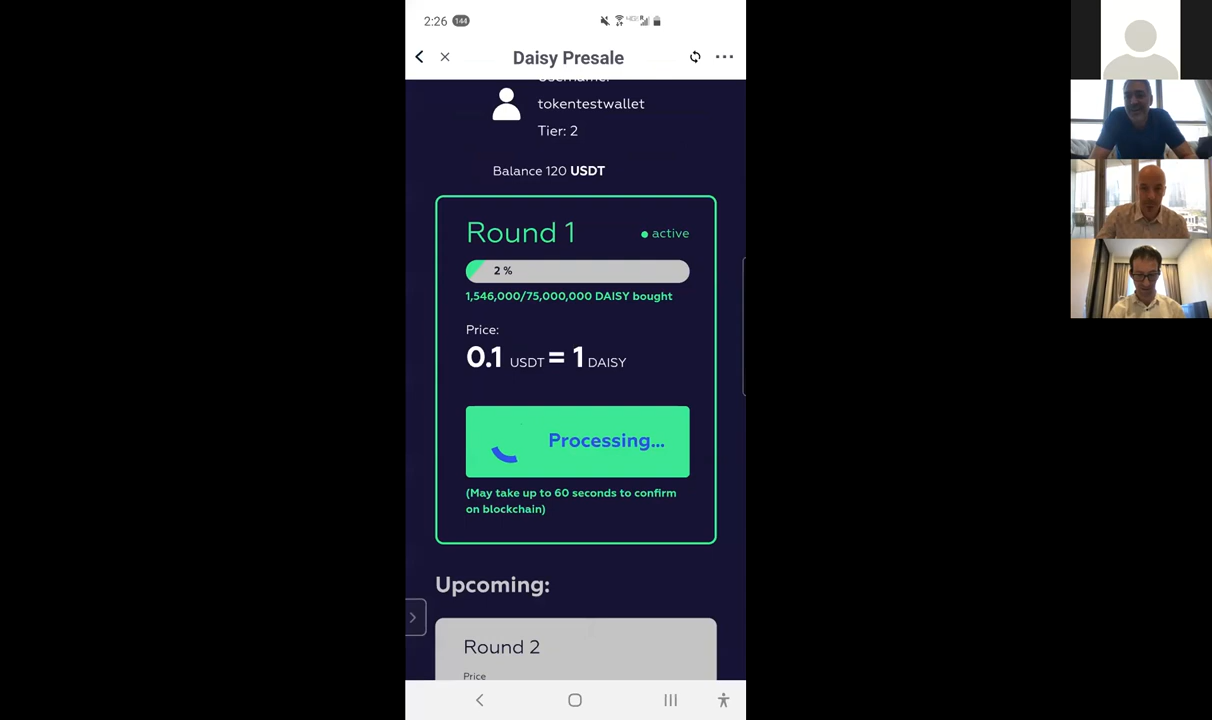 2:26 144
Daisy Presale
Username:
tokentestwallet
Tier: 2
Balance 120 USDT
Round 1
active
2 %
1,546,000/75,000,000 DAISY bought
Price:
0.1 USDT = 1 DAISY
Processing...
(May take up to 60 seconds to confirm
on blockchain)
Upcoming:
Round 2
Price